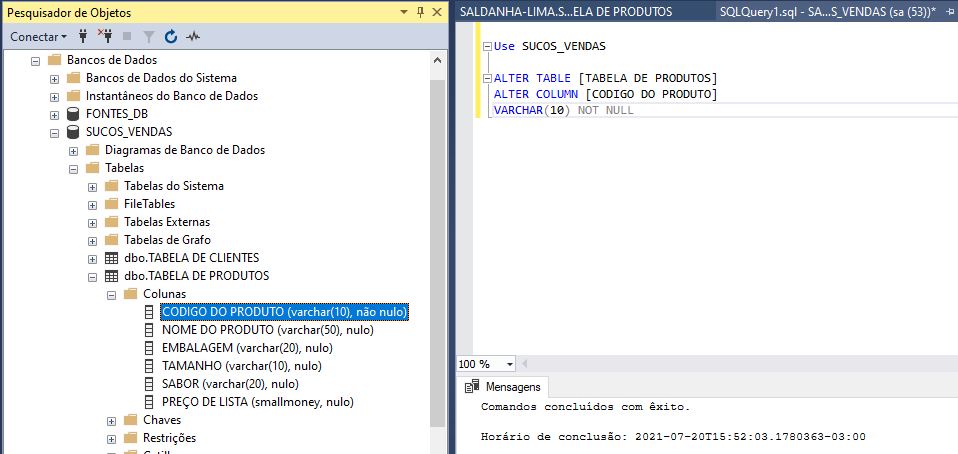 Pesquisador de Objetos
Conectar
Bancos de Dados
Bancos de Dados do Sistema
Instantâneos do Banco de Dados
FONTES_DB
SUCOS_VENDAS
Diagramas de Banco de Dados
Tabelas
Tabelas do Sistema
FileTables
Tabelas Externas
Tabelas de Grafo
dbo.TABELA DE CLIENTES
dbo.TABELA DE PRODUTOS
Colunas
CODIGO DO PRODUTO (varchar(10), não nulo)
NOME DO PRODUTO (varchar(50), nulo)
EMBALAGEM (varchar(20), nulo)
TAMANHO (varchar(10), nulo)
SABOR (varchar(20), nulo)
PREÇO DE LISTA (smallmoney, nulo)
Chaves
Restrições
SALDANHA-LIMA.S...ELA DE PRODUTOS
SQLQuery1.sql - SA...S_VENDAS (sa (53))*
Use SUCOS_VENDAS
ALTER TABLE [TABELA DE PRODUTOS]
ALTER COLUMN [CODIGO DO PRODUTO]
VARCHAR(10) NOT NULL
100 %
Mensagens
Comandos concluídos com êxito.
Horário de conclusão: 2021-07-20T15:52:03.1780363-03:00